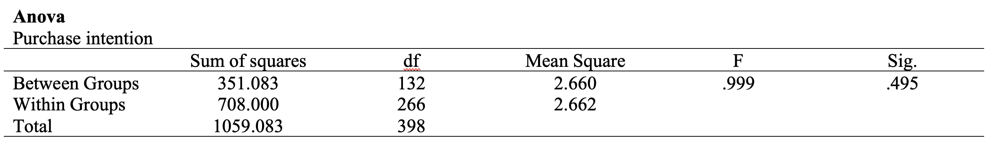 Anova
Purchase intention
Sum of squares df Mean Square F Sig.
Between Groups 351.083 132 2.660 .999 .495
Within Groups 708.000 266 2.662
Total 1059.083 398